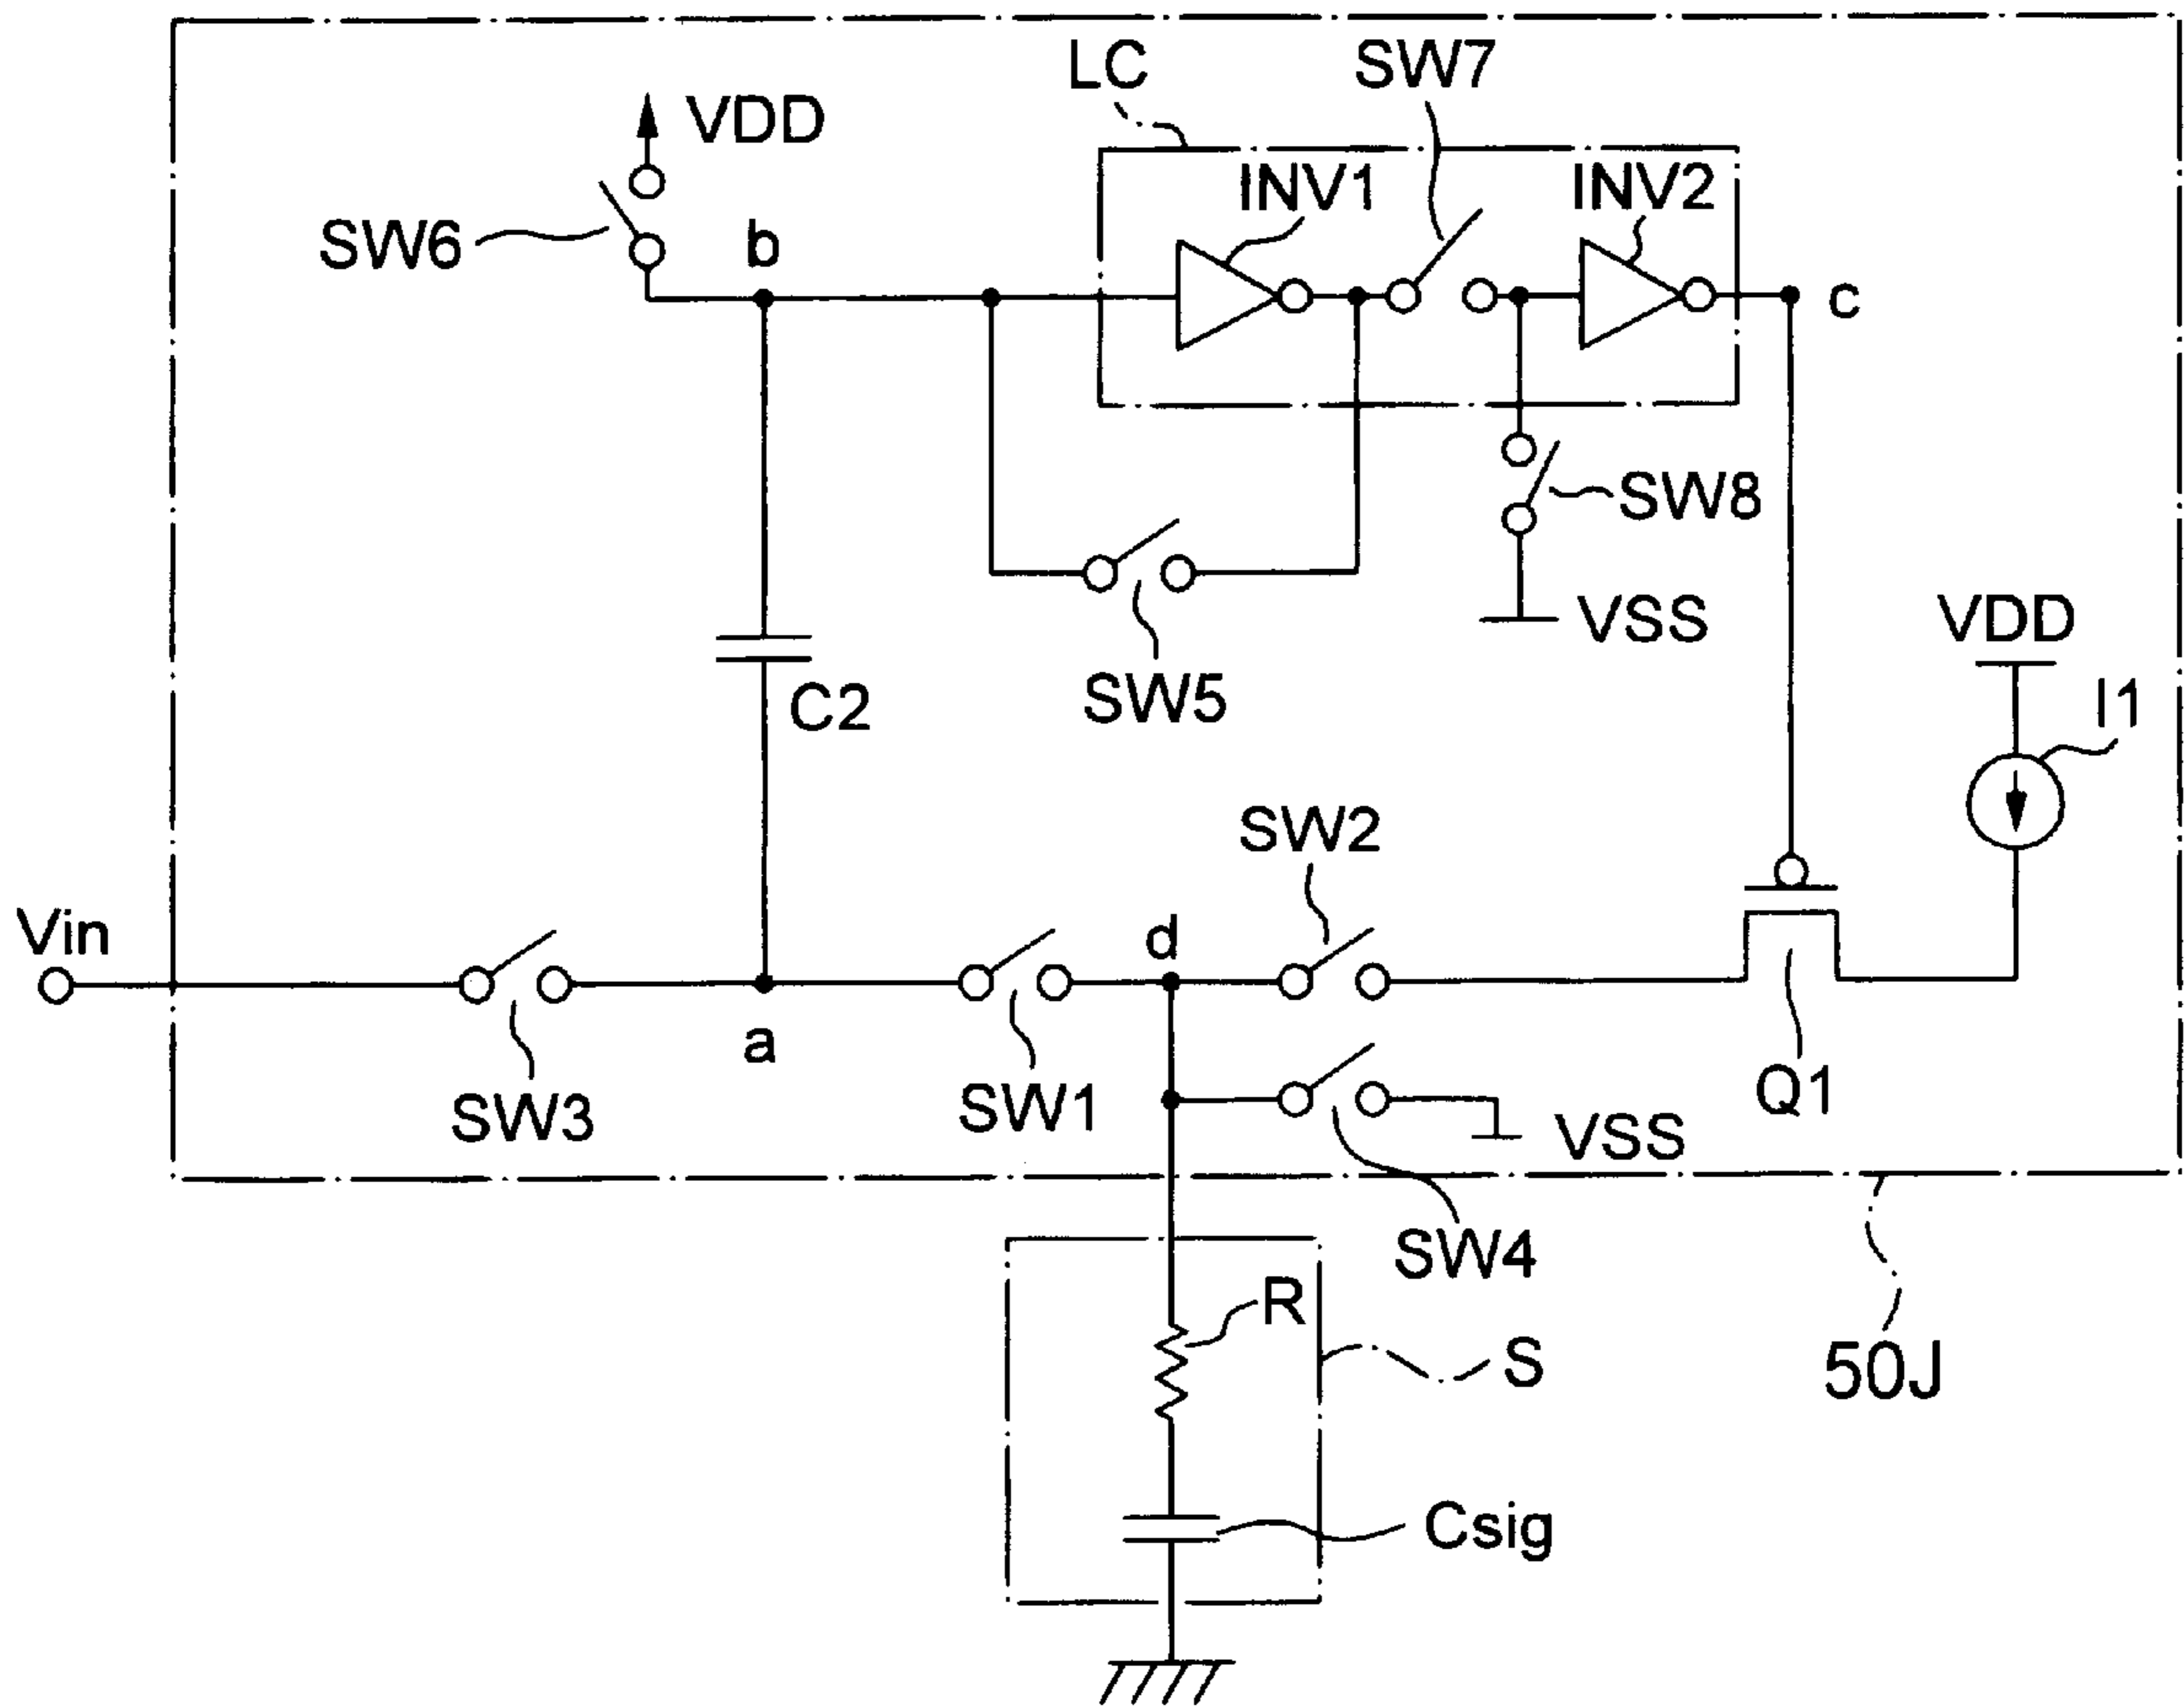 LC
SW7
VDD
INV1
INV2
SW6
b
c
SW8
VSS
VDD
SW5
C2
I1
SW2
Vin
d
a
SW3
SW1
Q1
VSS
SW4
R
S
50J
Csig